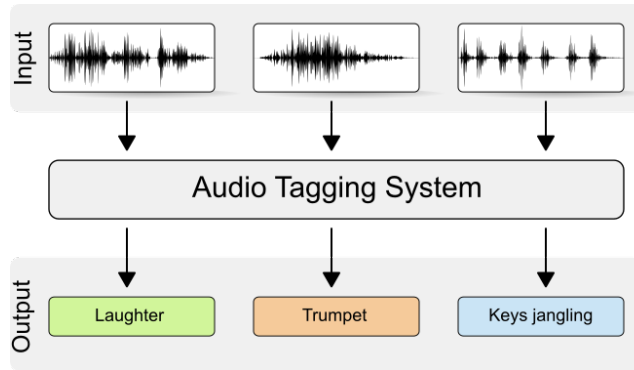 Input
Audio Tagging System
Output
Laughter
Trumpet
Keys jangling